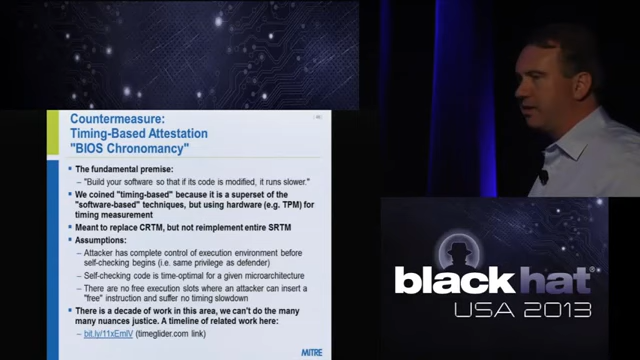 Countermeasure:
Timing-Based Attestation
"BIOS Chronomancy"
The fundamental premise:
– "Build your software so that if its code is modified, it runs slower."
We coined "timing-based" because it is a superset of the
"software-based" techniques, but using hardware (e.g. TPM) for
timing measurement
Meant to replace CRTM, but not reimplement entire SRTM
Assumptions:
– Attacker has complete control of execution environment before
self-checking begins (i.e. same privilege as defender)
– Self-checking code is time-optimal for a given microarchitecture
– There are no free execution slots where an attacker can insert a
"free" instruction and suffer no timing slowdown
There is a decade of work in this area, we can't do the many
many nuances justice. A timeline of related work here:
– bit.ly/11xEmlV (timeglider.com link)
MITRE
black hat®
USA 2013